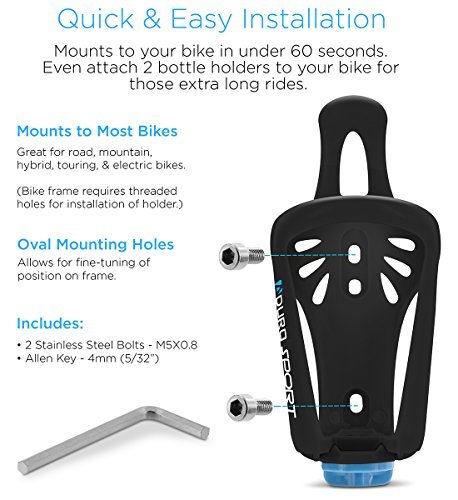 Quick & Easy Installation
Mounts to your bike in under 60 seconds.
Even attach 2 bottle holders to your bike for
those extra long rides.
Mounts to Most Bikes
Great for road, mountain,
hybrid, touring, & electric bikes.
(Bike frame requires threaded
holes for installation of holder.)
Oval Mounting Holes
Allows for fine-tuning of
position on frame.
Includes:
• 2 Stainless Steel Bolts - M5X0.8
• Allen Key - 4mm (5/32")
DURO SPORT